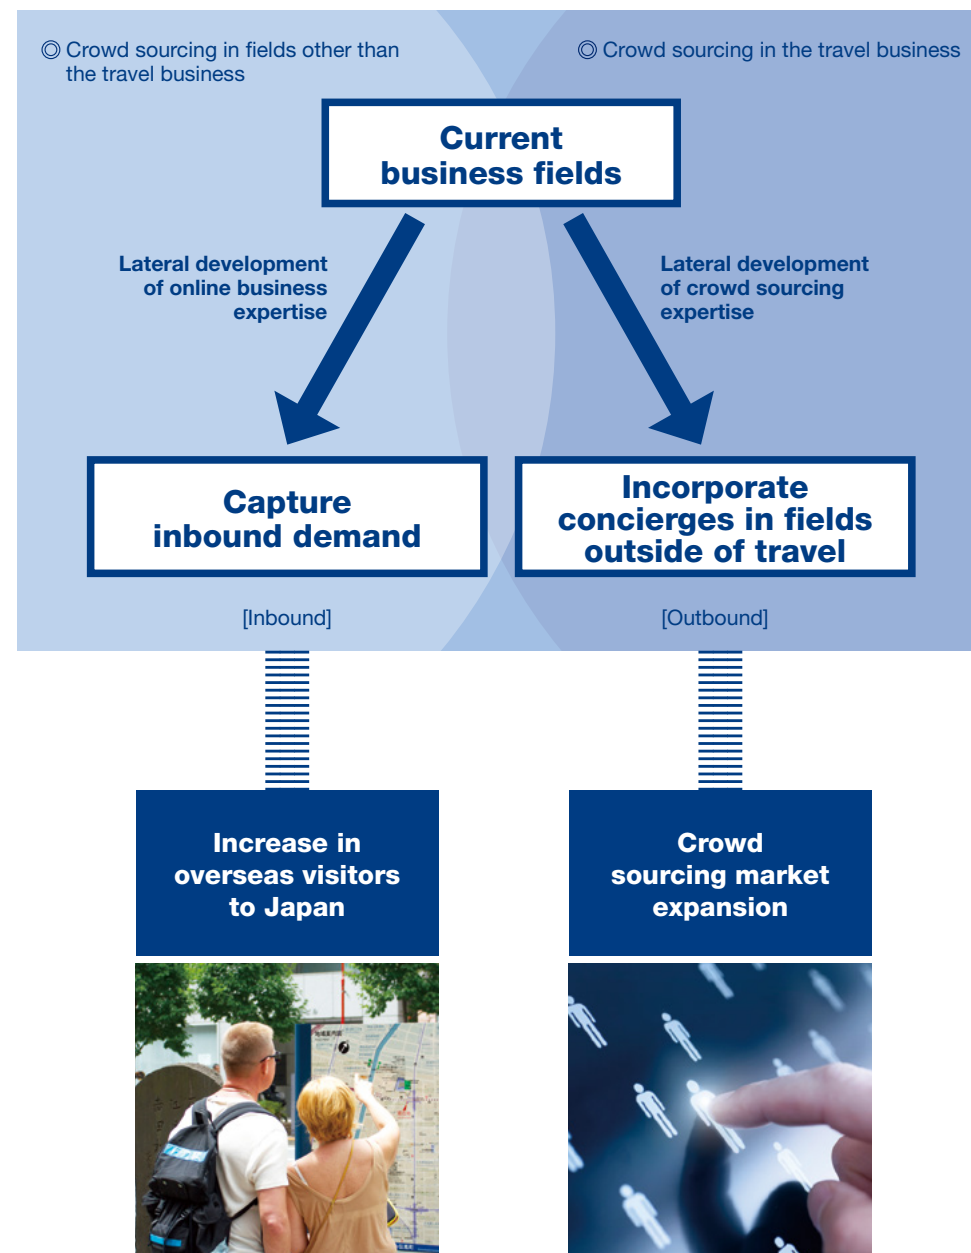 ◎ Crowd sourcing in fields other than
the travel business
◎ Crowd sourcing in the travel business
Current
business fields
Lateral development
of online business
expertise
Lateral development
of crowd sourcing
expertise
Capture
inbound demand
Incorporate
concierges in fields
outside of travel
[Inbound]
[Outbound]
Increase in
overseas visitors
to Japan
Crowd
sourcing market
expansion